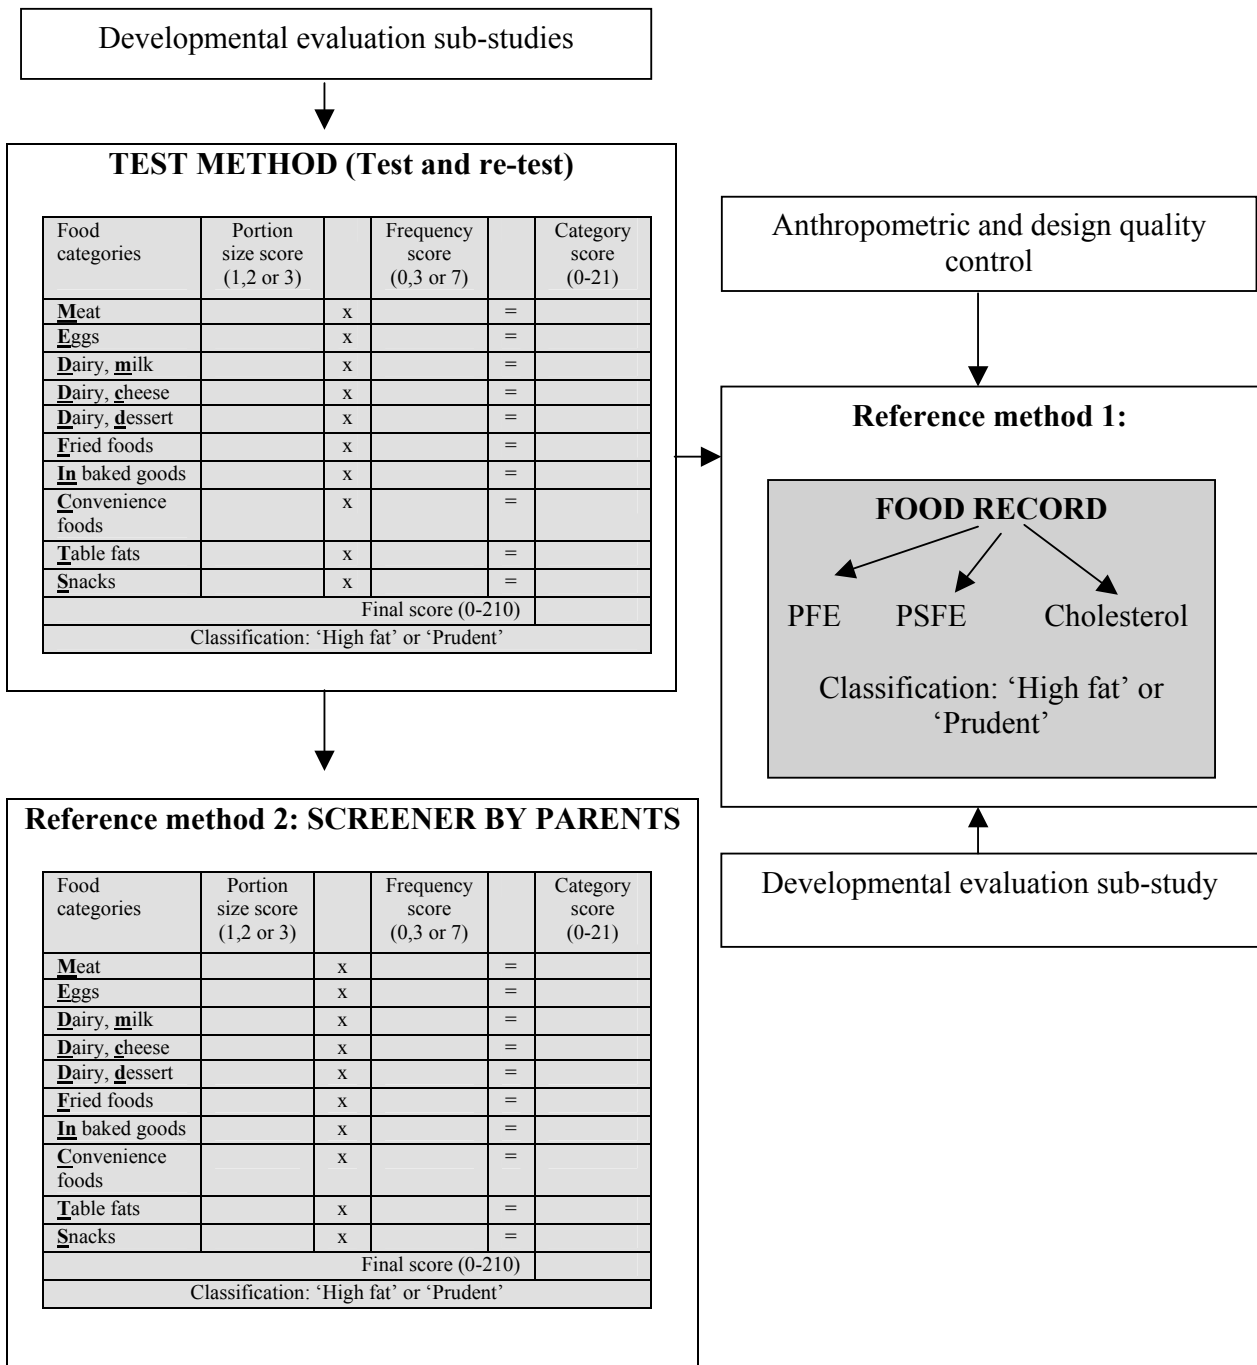 Developmental evaluation sub-studies
TEST METHOD (Test and re-test)
Food categories Portion size score (1,2 or 3) Frequency score (0,3 or 7) Category score (0-21)
Meat x =
Eggs x =
Dairy, milk x =
Dairy, cheese x =
Dairy, dessert x =
Fried foods x =
In baked goods x =
Convenience foods x =
Table fats x =
Snacks x =
Final score (0-210)
Classification: ‘High fat’ or ‘Prudent’
Anthropometric and design quality
control
Reference method 1:
FOOD RECORD
PFE PSFE Cholesterol
Classification: ‘High fat’ or
‘Prudent’
Developmental evaluation sub-study
Reference method 2: SCREENER BY PARENTS
Food categories Portion size score (1,2 or 3) Frequency score (0,3 or 7) Category score (0-21)
Meat x =
Eggs x =
Dairy, milk x =
Dairy, cheese x =
Dairy, dessert x =
Fried foods x =
In baked goods x =
Convenience foods x =
Table fats x =
Snacks x =
Final score (0-210)
Classification: ‘High fat’ or ‘Prudent’